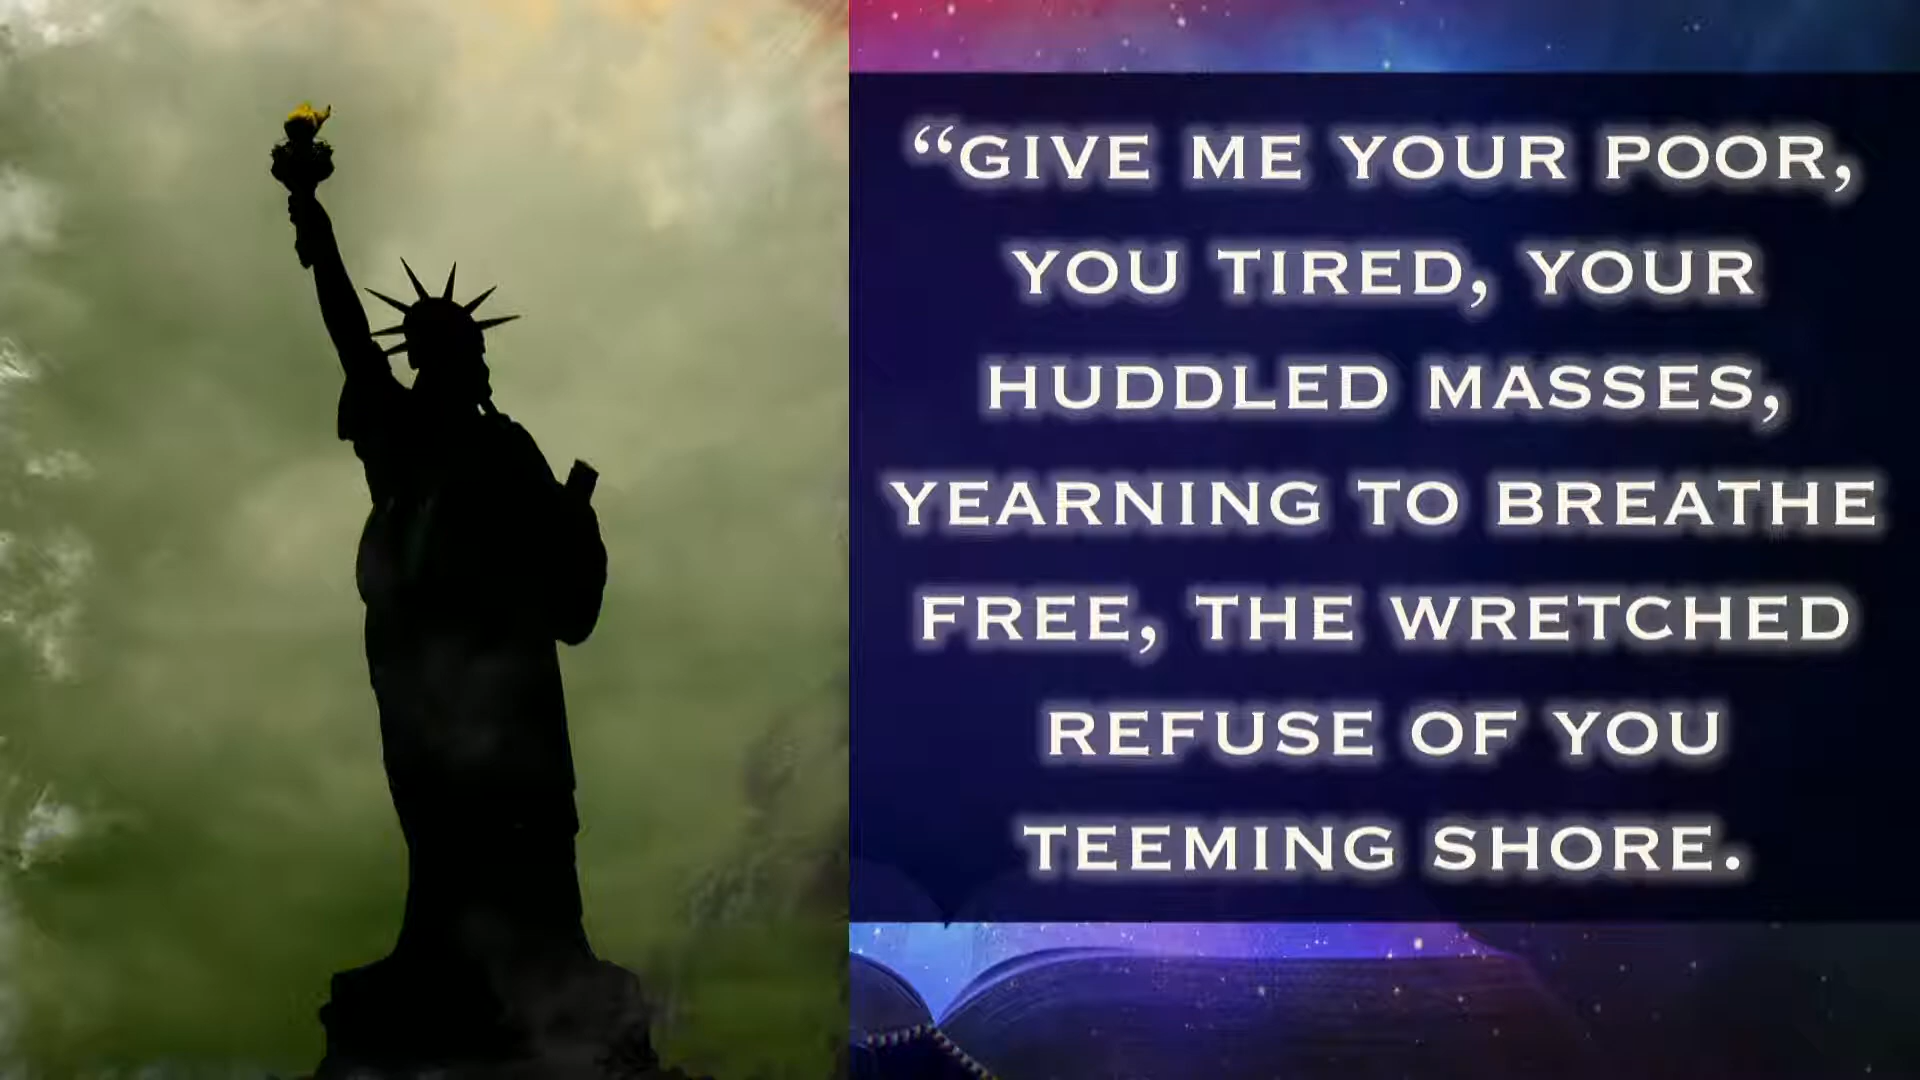 “GIVE ME YOUR POOR,
YOU TIRED, YOUR
HUDDLED MASSES,
YEARNING TO BREATHE
FREE, THE WRETCHED
REFUSE OF YOU
TEEMING SHORE.